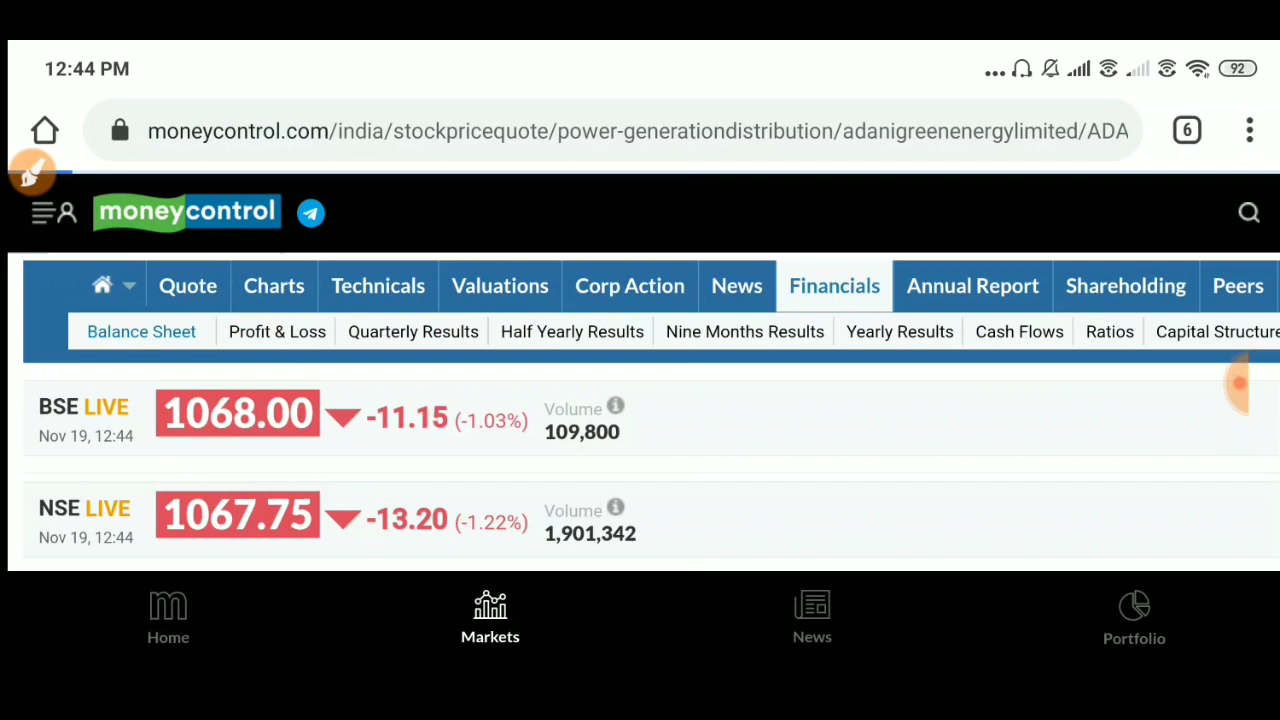 12:44 PM
92
moneycontrol.com/india/stockpricequote/power-generationdistribution/adanigreenenergylimited/ADA
6
moneycontrol
Quote Charts Technicals Valuations Corp Action News Financials Annual Report Shareholding Peers
Balance Sheet Profit & Loss Quarterly Results Half Yearly Results Nine Months Results Yearly Results Cash Flows Ratios Capital Structure
BSE LIVE 1068.00 -11.15 (-1.03%) Volume
Nov 19, 12:44 109,800
NSE LIVE 1067.75 -13.20 (-1.22%) Volume
Nov 19, 12:44 1,901,342
Home Markets News Portfolio